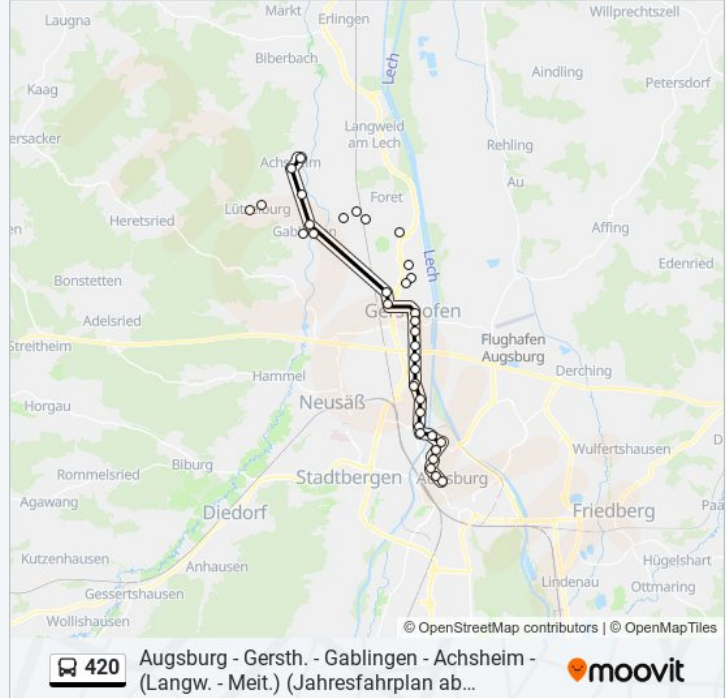 Laugna
Markt
Erlingen
Willprechtszell
Biberbach
Lech
Aindling
Kaag
Petersdorf
Langweid
am Lech
ersacker
Rehling
Achsheim
Au
Foret
Lützelburg
Heretsried
Affing
en
Lech
Edenried
Bonstetten
Gersthofen
Adelsried
Flughafen
Augsburg
Streitheim
Derching
Hammel
Neusäß
Horgau
D
Wulfertshausen
Biburg
Rommelsried
Stadtbergen
Augsburg
Agawang
Diedorf
Friedberg
Paa
Kutzenhausen
Anhausen
Hügelshart
Lindenau
Ottmaring
Gessertshausen
Wollishausen
© OpenStreetMap contributors | © OpenMapTiles
420
Augsburg - Gersth. - Gablingen - Achsheim -
(Langw. - Meit.) (Jahresfahrplan ab...
moovit